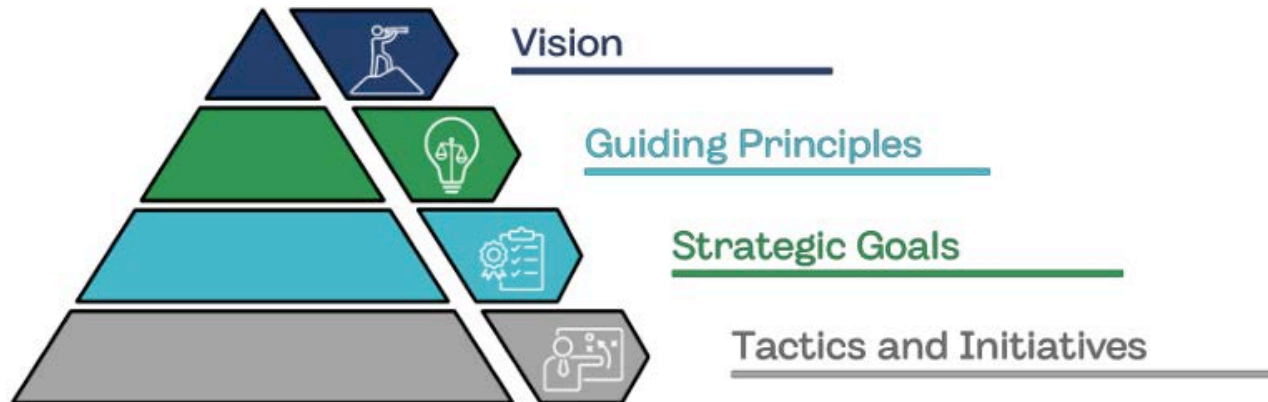 Vision
Guiding Principles
Strategic Goals
Tactics and Initiatives